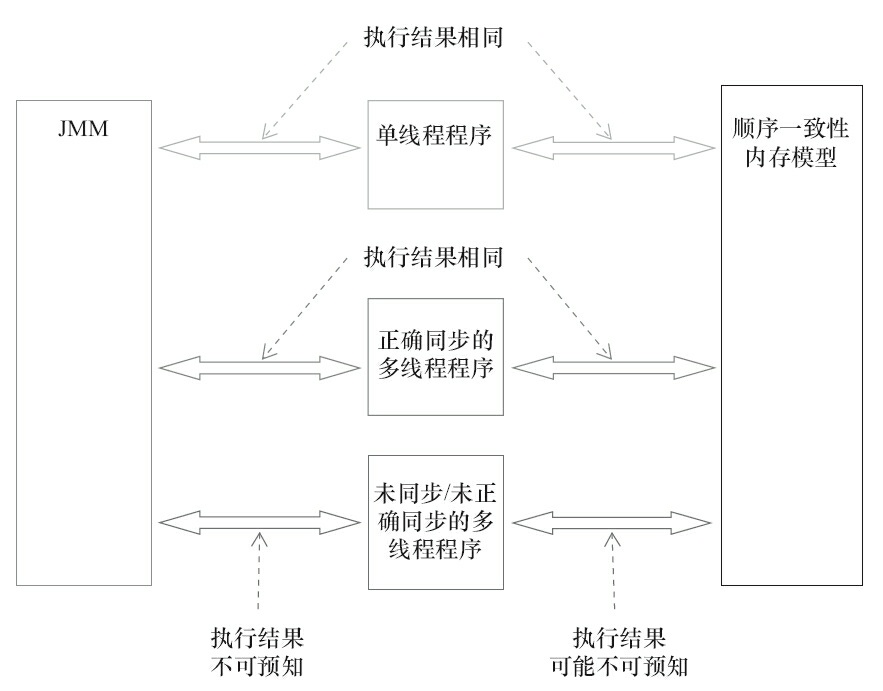 执行结果相同
JMM
单线程程序
顺序一致性
内存模型
执行结果相同
正确同步的
多线程程序
未同步/未正
确同步的多
线程程序
执行结果
不可预知
执行结果
可能不可预知